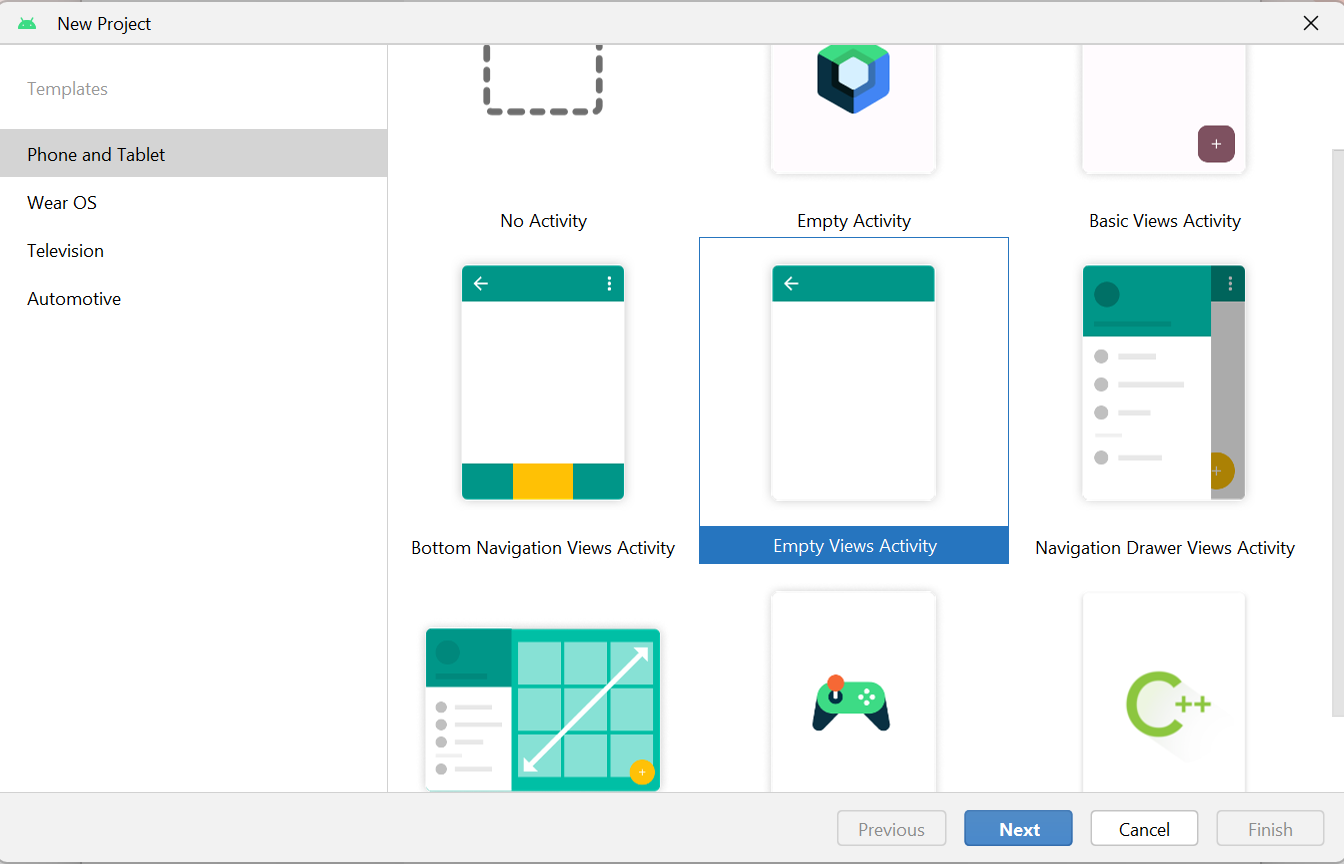 New Project
Templates
Phone and Tablet
Wear OS
Television
Automotive
No Activity
Empty Activity
Basic Views Activity
Bottom Navigation Views Activity
Empty Views Activity
Navigation Drawer Views Activity
C++
Previous
Next
Cancel
Finish